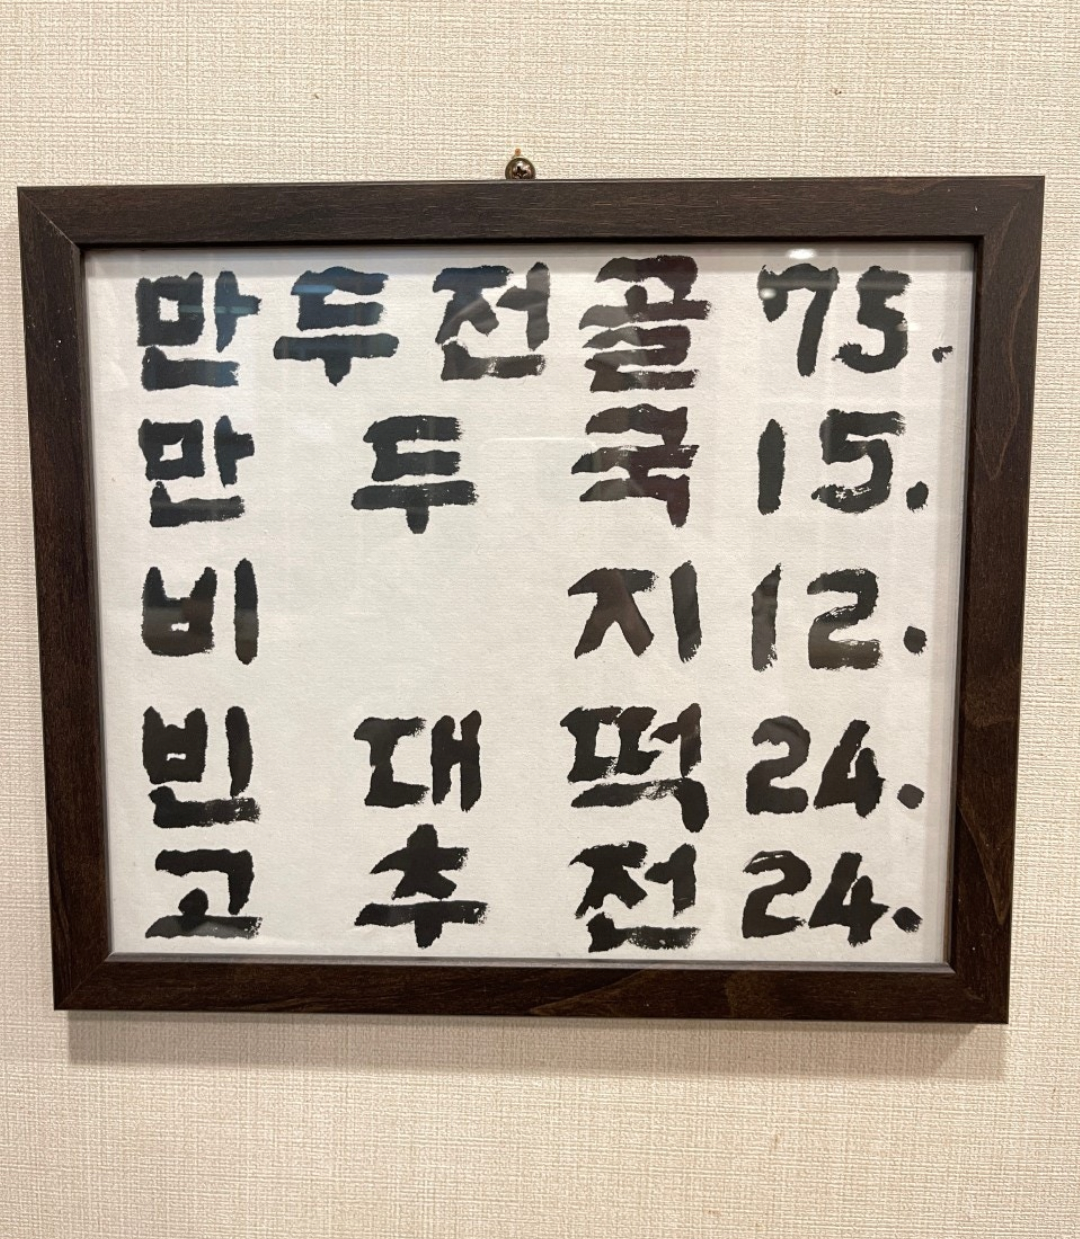 만두전골 75.
만두국 15.
비지 12.
빈대떡 24.
고추전 24.